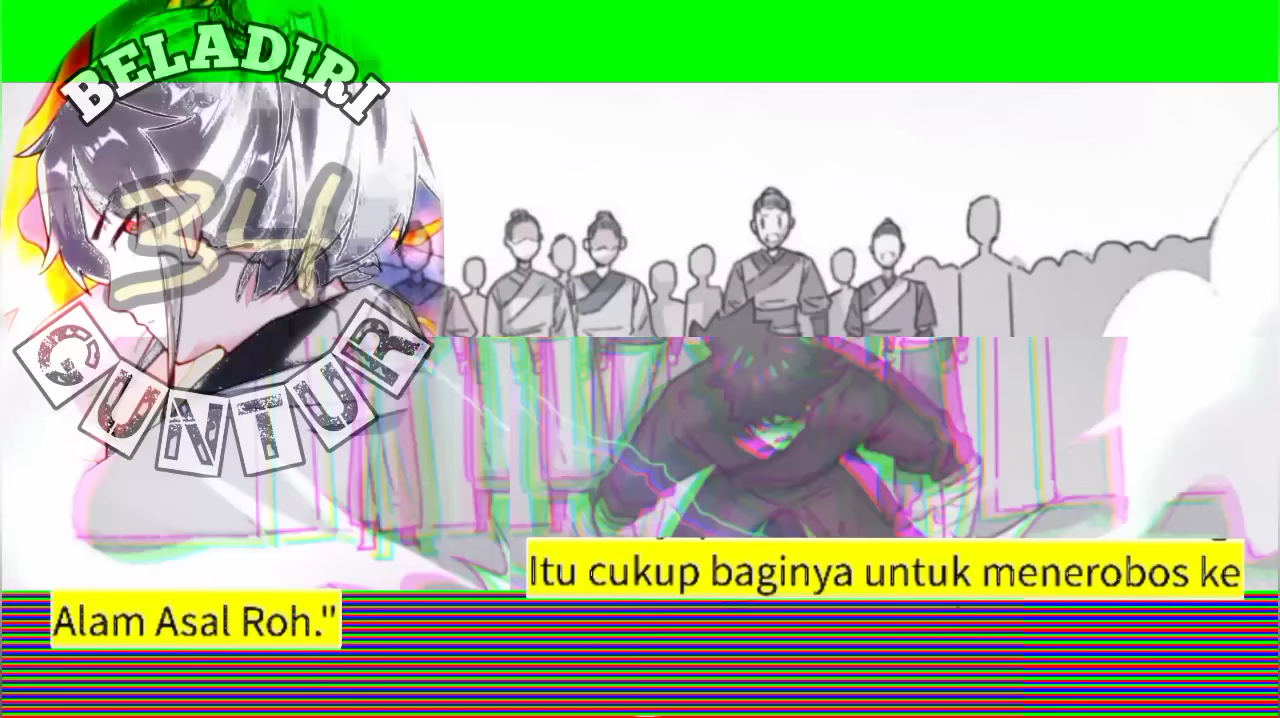 BELADIRI
34
GUNTUR
Itu cukup baginya untuk menerobos ke
Alam Asal Roh."